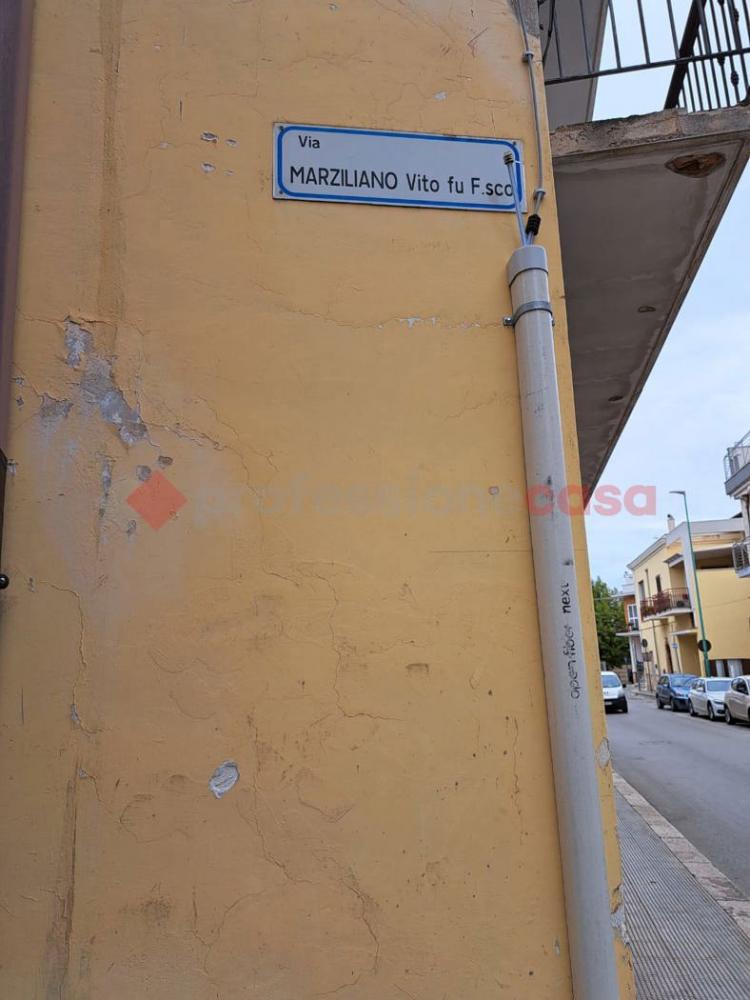 Via
MARZILIANO Vito fu F.sco
professionecasa
open fiber next